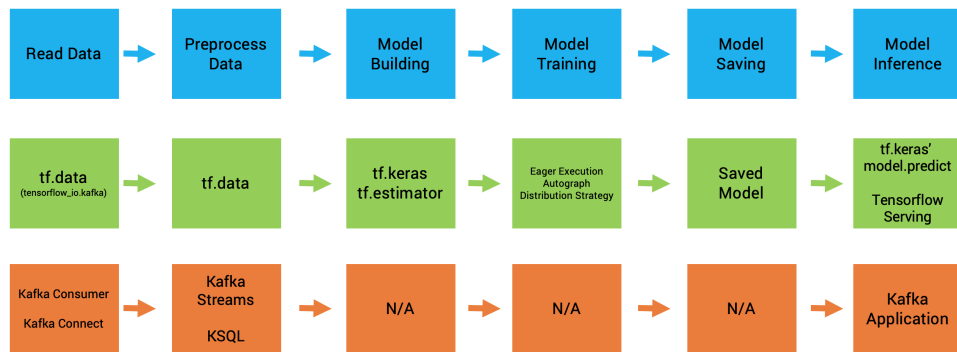 Read Data
Preprocess
Data
Model
Building
Model
Training
Model
Saving
Model
Inference
tf.data
(tensorflow_io.kafka)
tf.data
tf.keras
tf.estimator
Eager Execution
Autograph
Distribution Strategy
Saved
Model
tf.keras’
model.predict
Tensorflow
Serving
Kafka Consumer
Kafka Connect
Kafka
Streams
KSQL
N/A
N/A
N/A
Kafka
Application